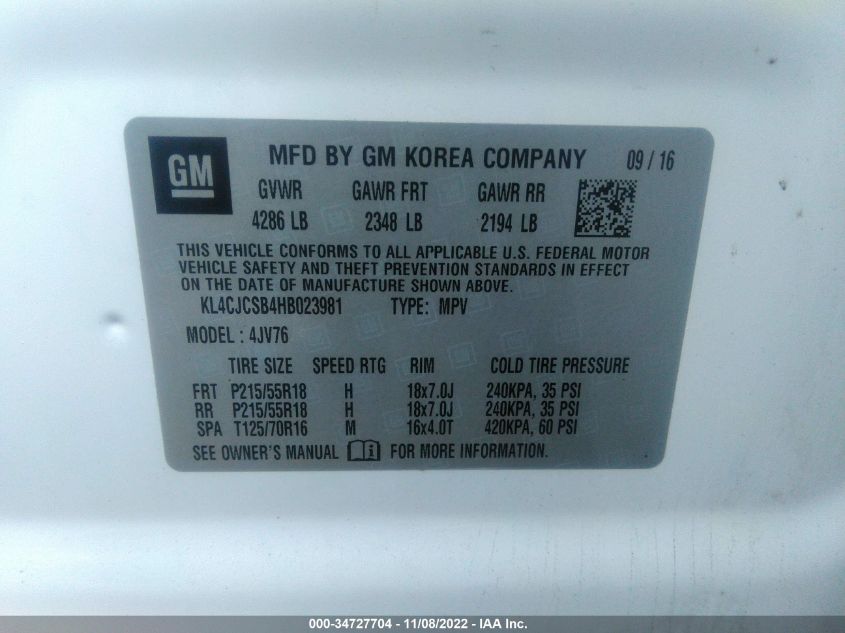 GM
MFD BY GM KOREA COMPANY 09 / 16
GVWR GAWR FRT GAWR RR
4286 LB 2348 LB 2194 LB
THIS VEHICLE CONFORMS TO ALL APPLICABLE U.S. FEDERAL MOTOR
VEHICLE SAFETY AND THEFT PREVENTION STANDARDS IN EFFECT
ON THE DATE OF MANUFACTURE SHOWN ABOVE.
KL4CJCSB4HB023981 TYPE: MPV
MODEL : 4JV76
TIRE SIZE SPEED RTG RIM COLD TIRE PRESSURE
FRT P215/55R18 H 18x7.0J 240KPA, 35 PSI
RR P215/55R18 H 18x7.0J 240KPA, 35 PSI
SPA T125/70R16 M 16x4.0T 420KPA, 60 PSI
SEE OWNER'S MANUAL i FOR MORE INFORMATION.
000-34727704 - 11/08/2022 - IAA Inc.